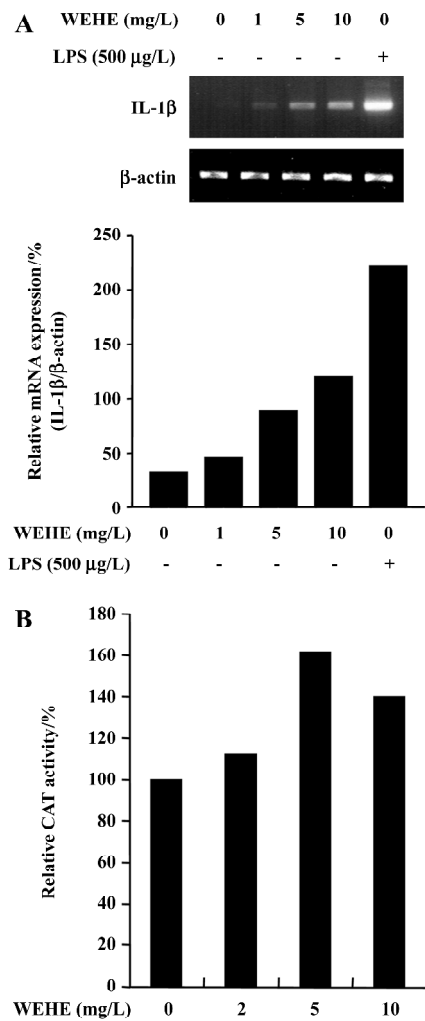 A
WEHE (mg/L) 0 1 5 10 0
LPS (500 μg/L) - - - - +
IL-1β
β-actin
Relative mRNA expression/%
(IL-1β/β-actin)
250
200
150
100
50
0
WEIIE (mg/L) 0 1 5 10 0
LPS (500 μg/L) - - - - +
B
Relative CAT activity/%
180
160
140
120
100
80
60
40
20
0
WEHE (mg/L) 0 2 5 10